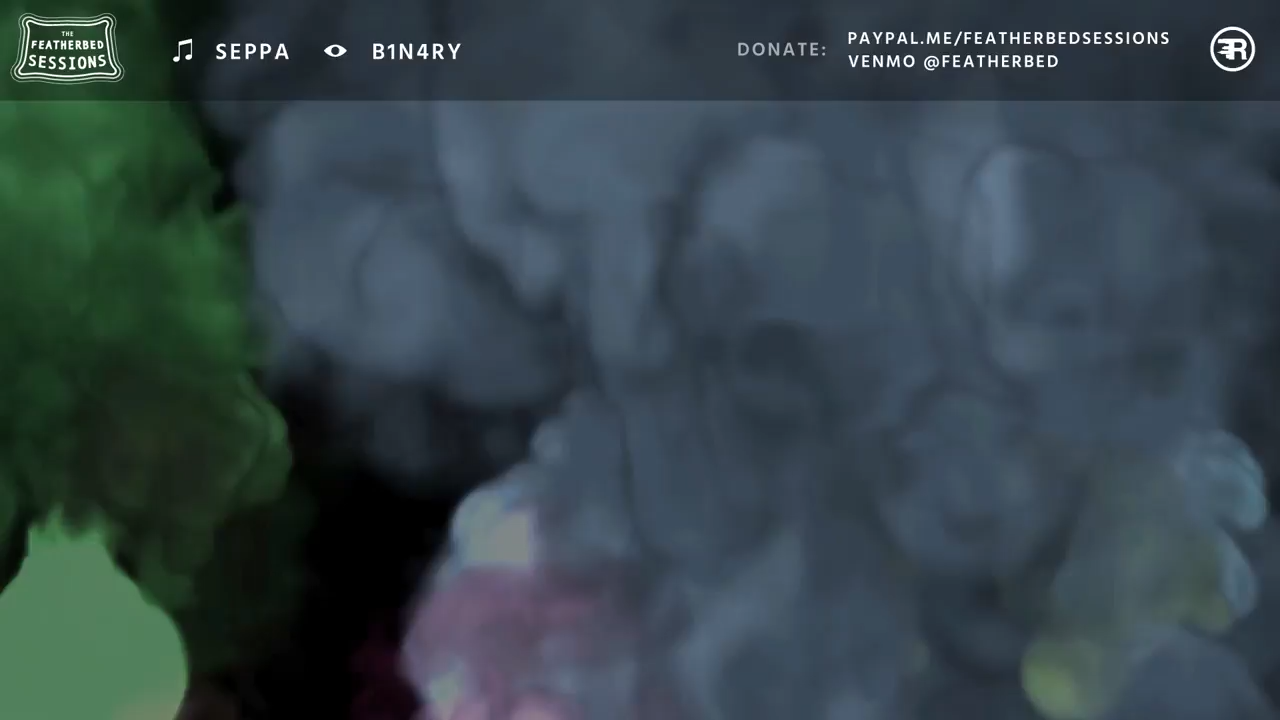 THE
FEATHERBED
SESSIONS
SEPPA
B1N4RY
DONATE:
PAYPAL.ME/FEATHERBEDSESSIONS
VENMO @FEATHERBED